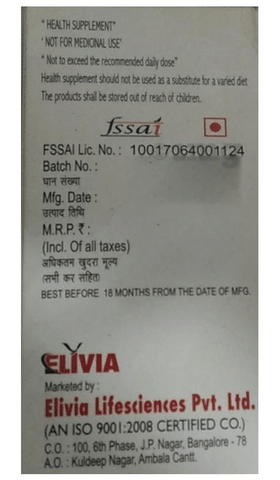 " HEALTH SUPPLEMENT"
' NOT FOR MEDICINAL USE'
" Not to exceed the recommended daily dose"
Health supplement should not be used as a substitute for a varied diet
The products shall be stored out of reach of children.
fssai
FSSAI Lic. No. : 10017064001124
Batch No. :
घान संख्या
Mfg. Date :
उत्पाद तिथि
M.R.P. ₹ :
(Incl. Of all taxes)
अधिकतम खुदरा मूल्य
(सभी कर सहित)
BEST BEFORE 18 MONTHS FROM THE DATE OF MFG.
ELIVIA
Marketed by :
Elivia Lifesciences Pvt. Ltd.
(AN ISO 9001:2008 CERTIFIED CO.)
C.O. : 100, 6th Phase, J.P. Nagar, Bangalore - 78
A.O. : Kuldeep Nagar, Ambala Cantt.